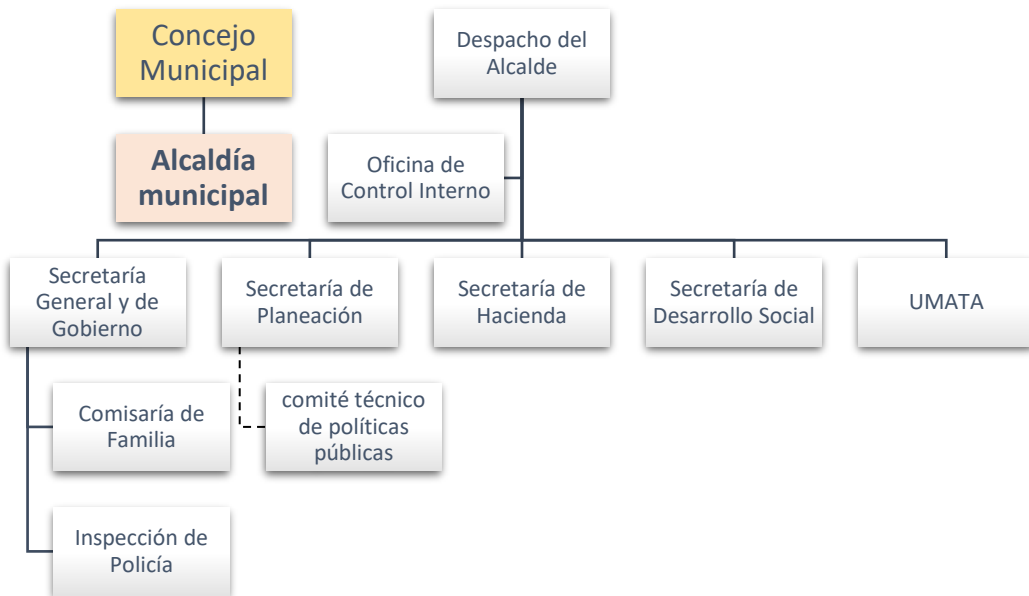 Concejo
Municipal
Despacho del
Alcalde
Alcaldía
municipal
Oficina de
Control Interno
Secretaría
General y de
Gobierno
Secretaría de
Planeación
Secretaría de
Hacienda
Secretaría de
Desarrollo Social
UMATA
Comisaría de
Familia
comité técnico
de políticas
públicas
Inspección de
Policía